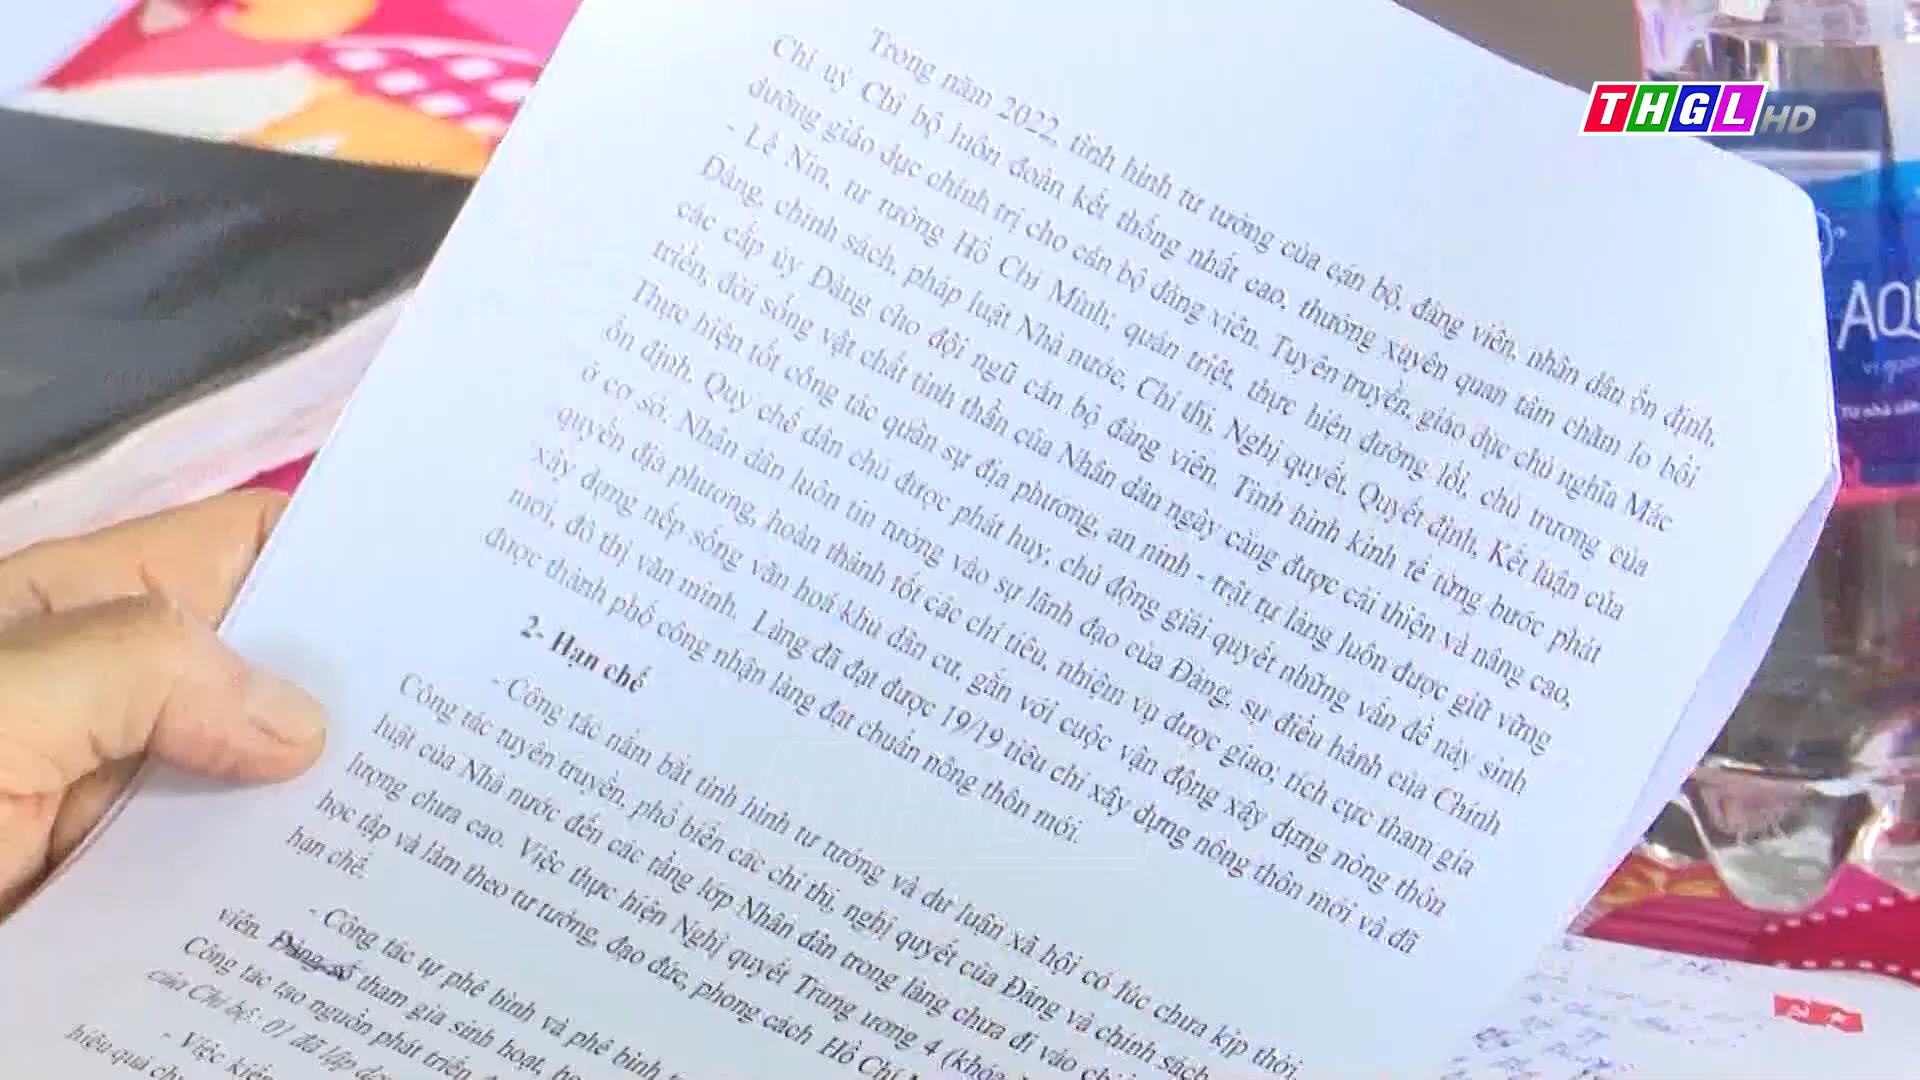 THGL HD
Trong năm 2022, tình hình tư tưởng của cán bộ, đảng viên, nhân dân ổn định,
Chi uỷ Chi bộ luôn đoàn kết thống nhất cao, thường xuyên quan tâm chăm lo bồi
dưỡng giáo dục chính trị cho cán bộ đảng viên. Tuyên truyền, giáo dục chủ nghĩa Mác
- Lê Nin, tư tưởng Hồ Chí Minh; quán triệt, thực hiện đường lối, chủ trương của
Đảng, chính sách, pháp luật Nhà nước, Chỉ thị, Nghị quyết, Quyết định, Kết luận của
các cấp ủy Đảng cho đội ngũ cán bộ đảng viên. Tình hình kinh tế từng bước phát
triển, đời sống vật chất tinh thần của Nhân dân ngày càng được cải thiện và nâng cao,
Thực hiện tốt công tác quân sự địa phương, an ninh - trật tự làng luôn được giữ vững
ổn định. Quy chế dân chủ được phát huy, chủ động giải quyết những vấn đề nảy sinh
ở cơ sở. Nhân dân luôn tin tưởng vào sự lãnh đạo của Đảng, sự điều hành của Chính
quyền địa phương, hoàn thành tốt các chỉ tiêu, nhiệm vụ được giao; tích cực tham gia
xây dựng nếp sống văn hoá khu dân cư, gắn với cuộc vận động xây dựng nông thôn
mới, đô thị văn minh. Làng đã đạt được 19/19 tiêu chí xây dựng nông thôn mới và đã
được thành phố công nhận làng đạt chuẩn nông thôn mới.
2- Hạn chế
- Công tác nắm bắt tình hình tư tưởng và dư luận xã hội có lúc chưa kịp thời.
Công tác tuyên truyền, phổ biến các chỉ thị, nghị quyết của Đảng và chính sách
luật của Nhà nước đến các tầng lớp Nhân dân trong làng chưa đi vào
lượng chưa cao. Việc thực hiện Nghị quyết Trung ương 4 (khóa
học tập và làm theo tư tưởng, đạo đức, phong cách Hồ Chí
hạn chế.
- Công tác tự phê bình và phê bình
viên. Đảng số tham gia sinh hoạt,
Công tác tạo nguồn phát triển
của Chi bộ: 01 đã lập
- Việc
hiệu quả
AQU